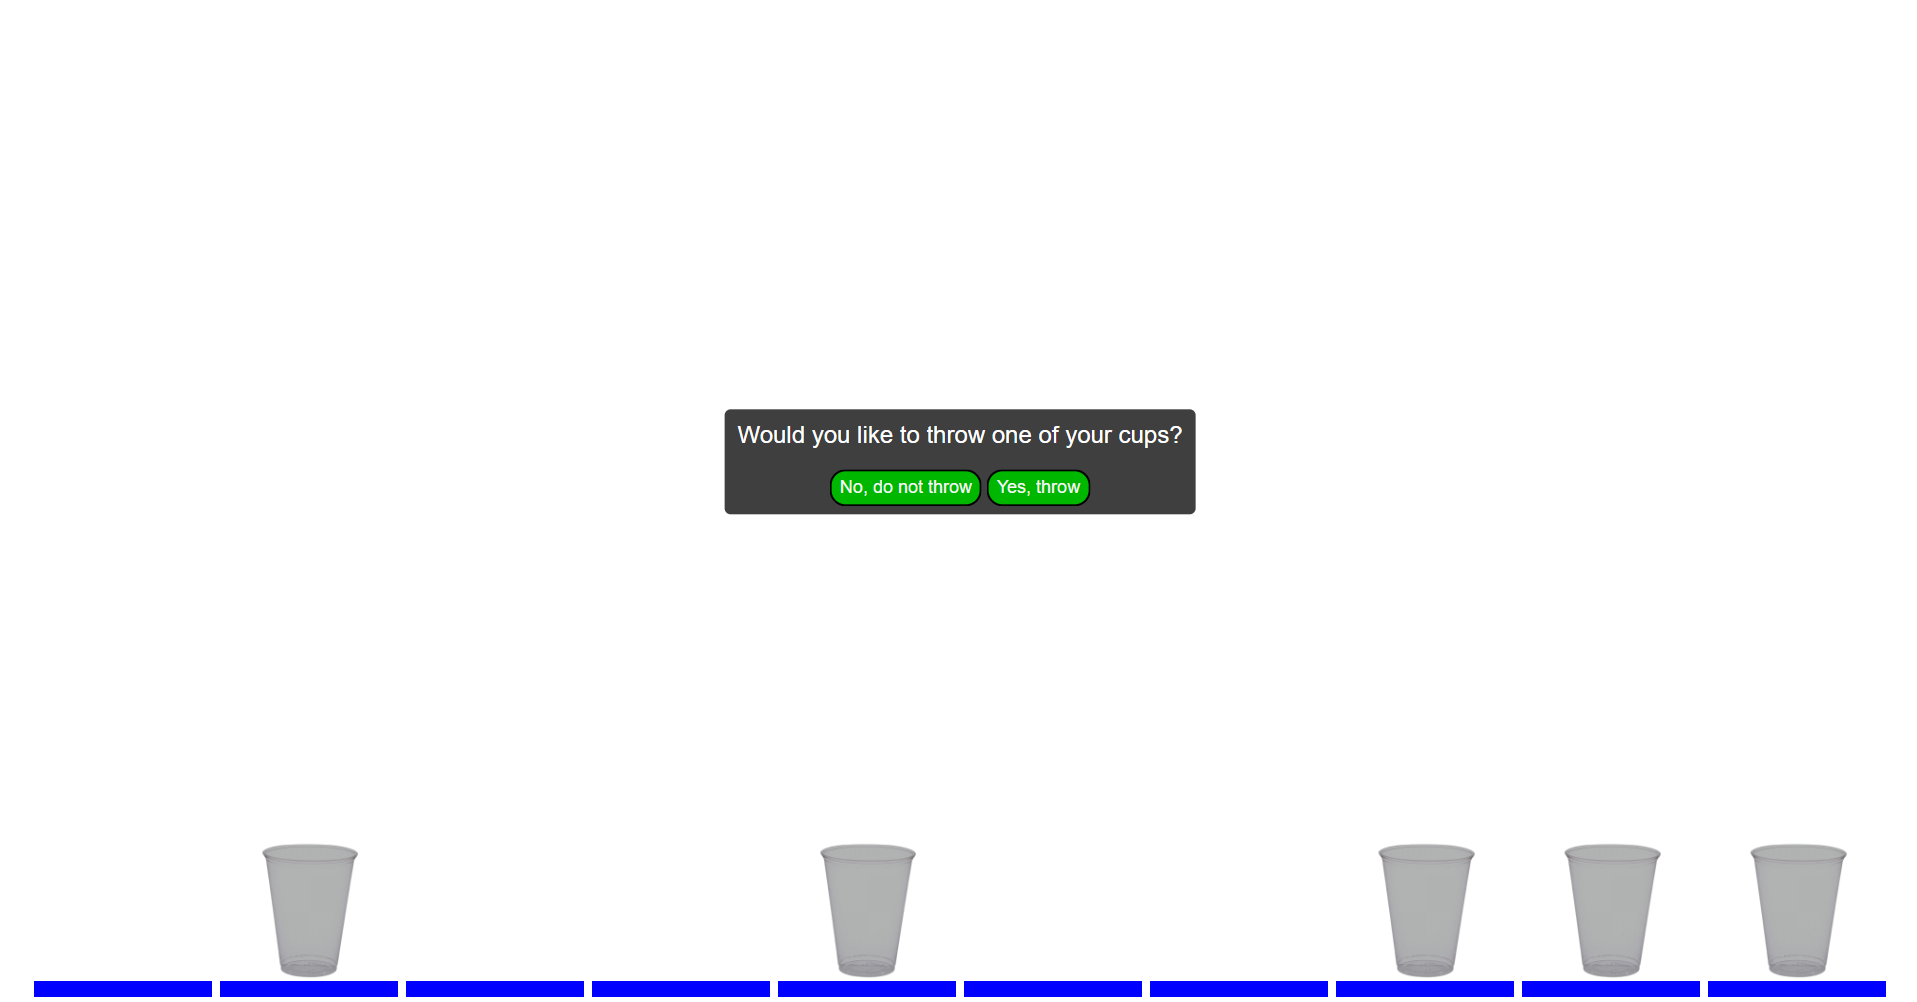 Would you like to throw one of your cups?
No, do not throw Yes, throw